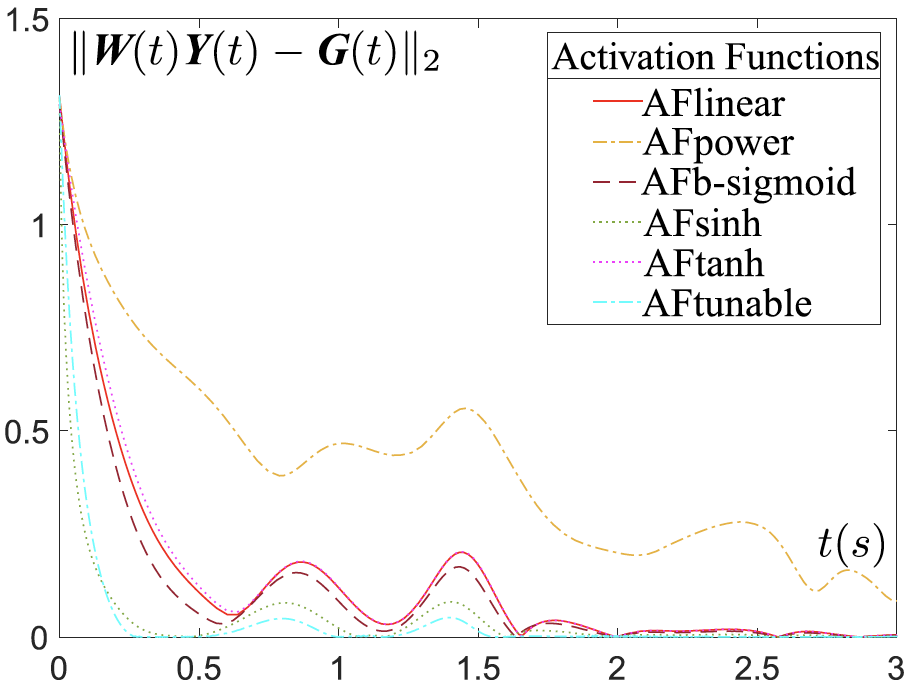 1.5
‖W(t)Y(t) − G(t)‖₂
Activation Functions
AFlinear
AFpower
AFb-sigmoid
AFsinh
AFtanh
AFtunable
1
0.5
t(s)
0
0 0.5 1 1.5 2 2.5 3